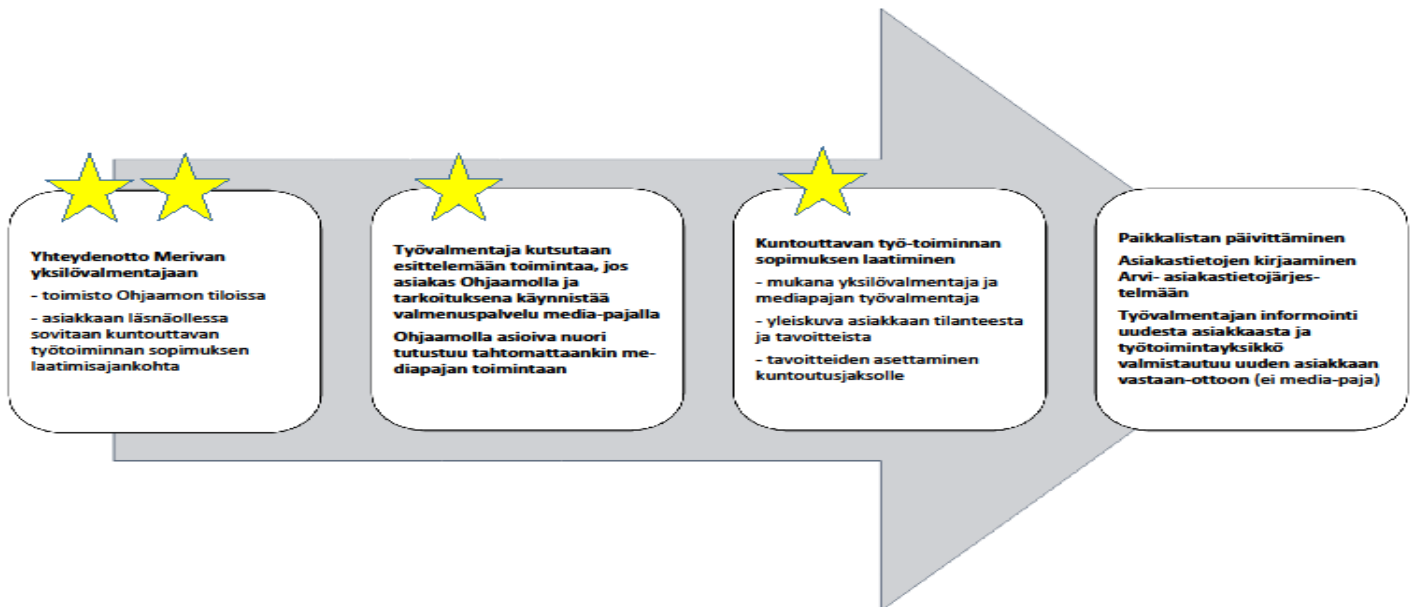 Yhteydenotto Merivan
yksilövalmentajaan
- toimisto Ohjaamon tiloissa
- asiakkaan läsnäollessa
sovitaan kuntouttavan
työtoiminnan sopimuksen
laatimisajankohta
Työvalmentaja kutsutaan
esittelemään toimintaa, jos
asiakas Ohjaamolla ja
tarkoituksena käynnistää
valmenuspalvelu media-pajalla
Ohjaamolla asioiva nuori
tutustuu tahtomattaankin me-
diapajan toimintaan
Kuntouttavan työ-toiminnan
sopimuksen laatiminen
- mukana yksilövalmentaja ja
mediapajan työvalmentaja
- yleiskuva asiakkaan tilanteesta
ja tavoitteista
- tavoitteiden asettaminen
kuntoutusjaksolle
Paikkalistan päivittäminen
Asiakastietojen kirjaaminen
Arvi- asiakastietojärjes-
telmään
Työvalmentajan informointi
uudesta asiakkaasta ja
työtoimintayksikkö
valmistautuu uuden asiakkaan
vastaan-ottoon (ei media-paja)